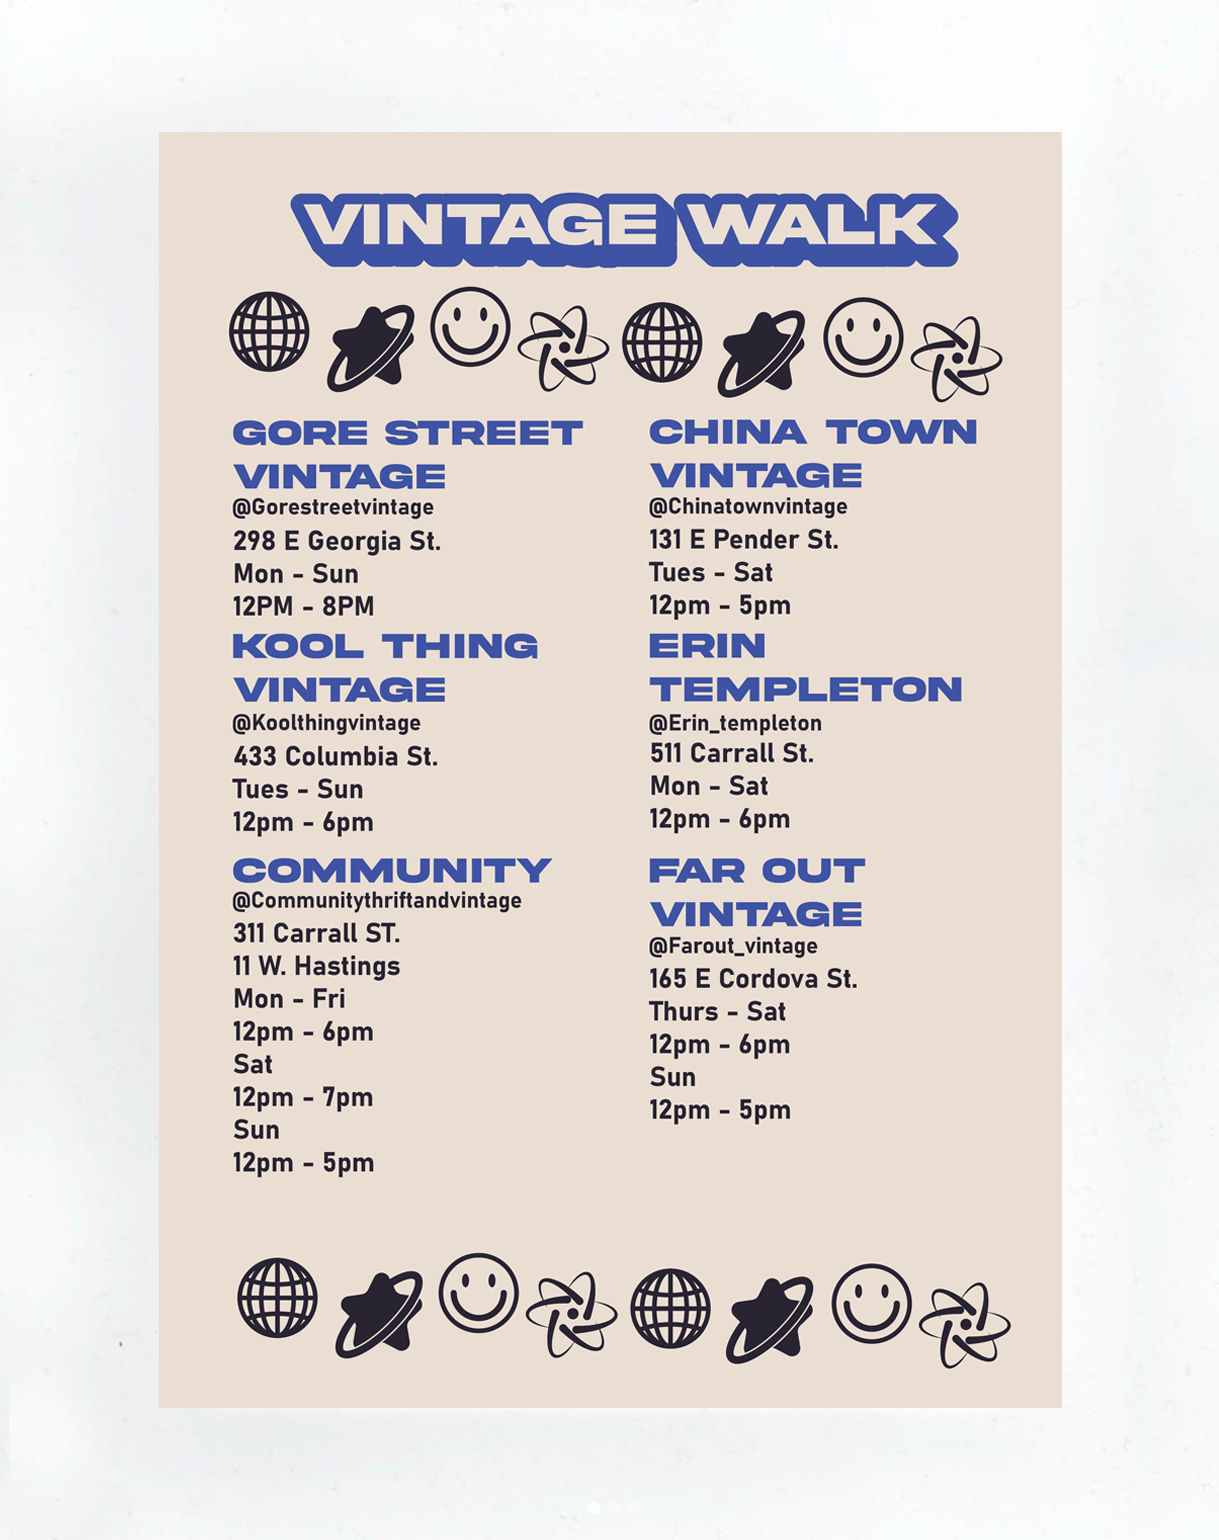 VINTAGE WALK
GORE STREET
VINTAGE
@Gorestreetvintage
298 E Georgia St.
Mon - Sun
12PM - 8PM
KOOL THING
VINTAGE
@Koolthingvintage
433 Columbia St.
Tues - Sun
12pm - 6pm
COMMUNITY
@Communitythriftandvintage
311 Carrall ST.
11 W. Hastings
Mon - Fri
12pm - 6pm
Sat
12pm - 7pm
Sun
12pm - 5pm
CHINA TOWN
VINTAGE
@Chinatownvintage
131 E Pender St.
Tues - Sat
12pm - 5pm
ERIN
TEMPLETON
@Erin_templeton
511 Carrall St.
Mon - Sat
12pm - 6pm
FAR OUT
VINTAGE
@Farout_vintage
165 E Cordova St.
Thurs - Sat
12pm - 6pm
Sun
12pm - 5pm